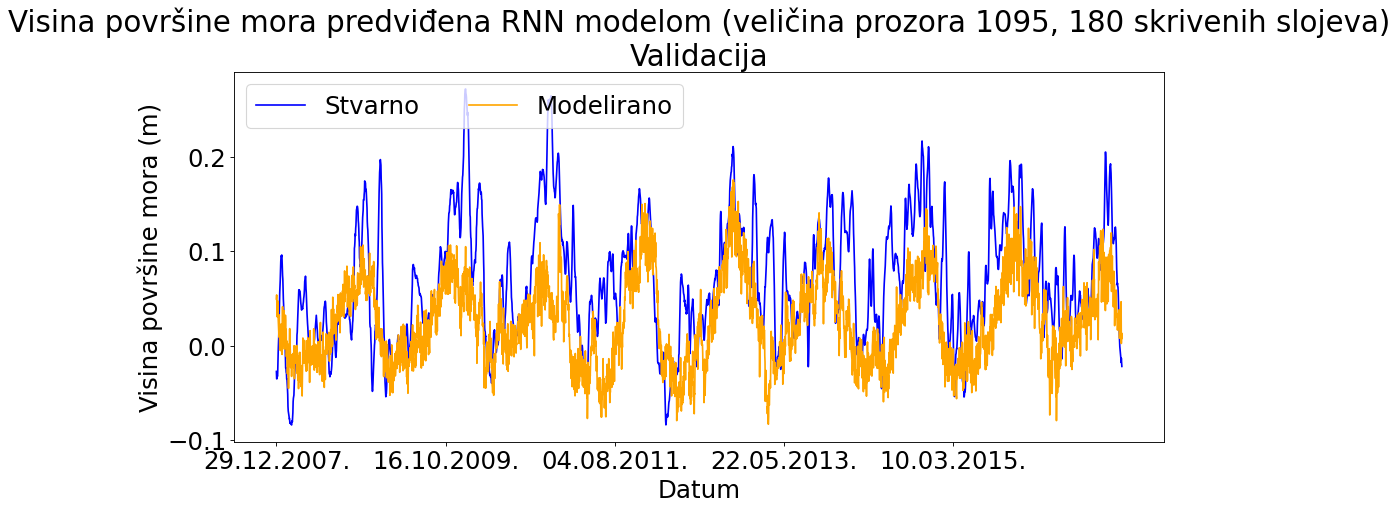 Visina površine mora predviđena RNN modelom (veličina prozora 1095, 180 skrivenih slojeva)
Validacija
Stvarno
Modelirano
Visina površine mora (m)
0.2
0.1
0.0
−0.1
29.12.2007.
16.10.2009.
04.08.2011.
22.05.2013.
10.03.2015.
Datum